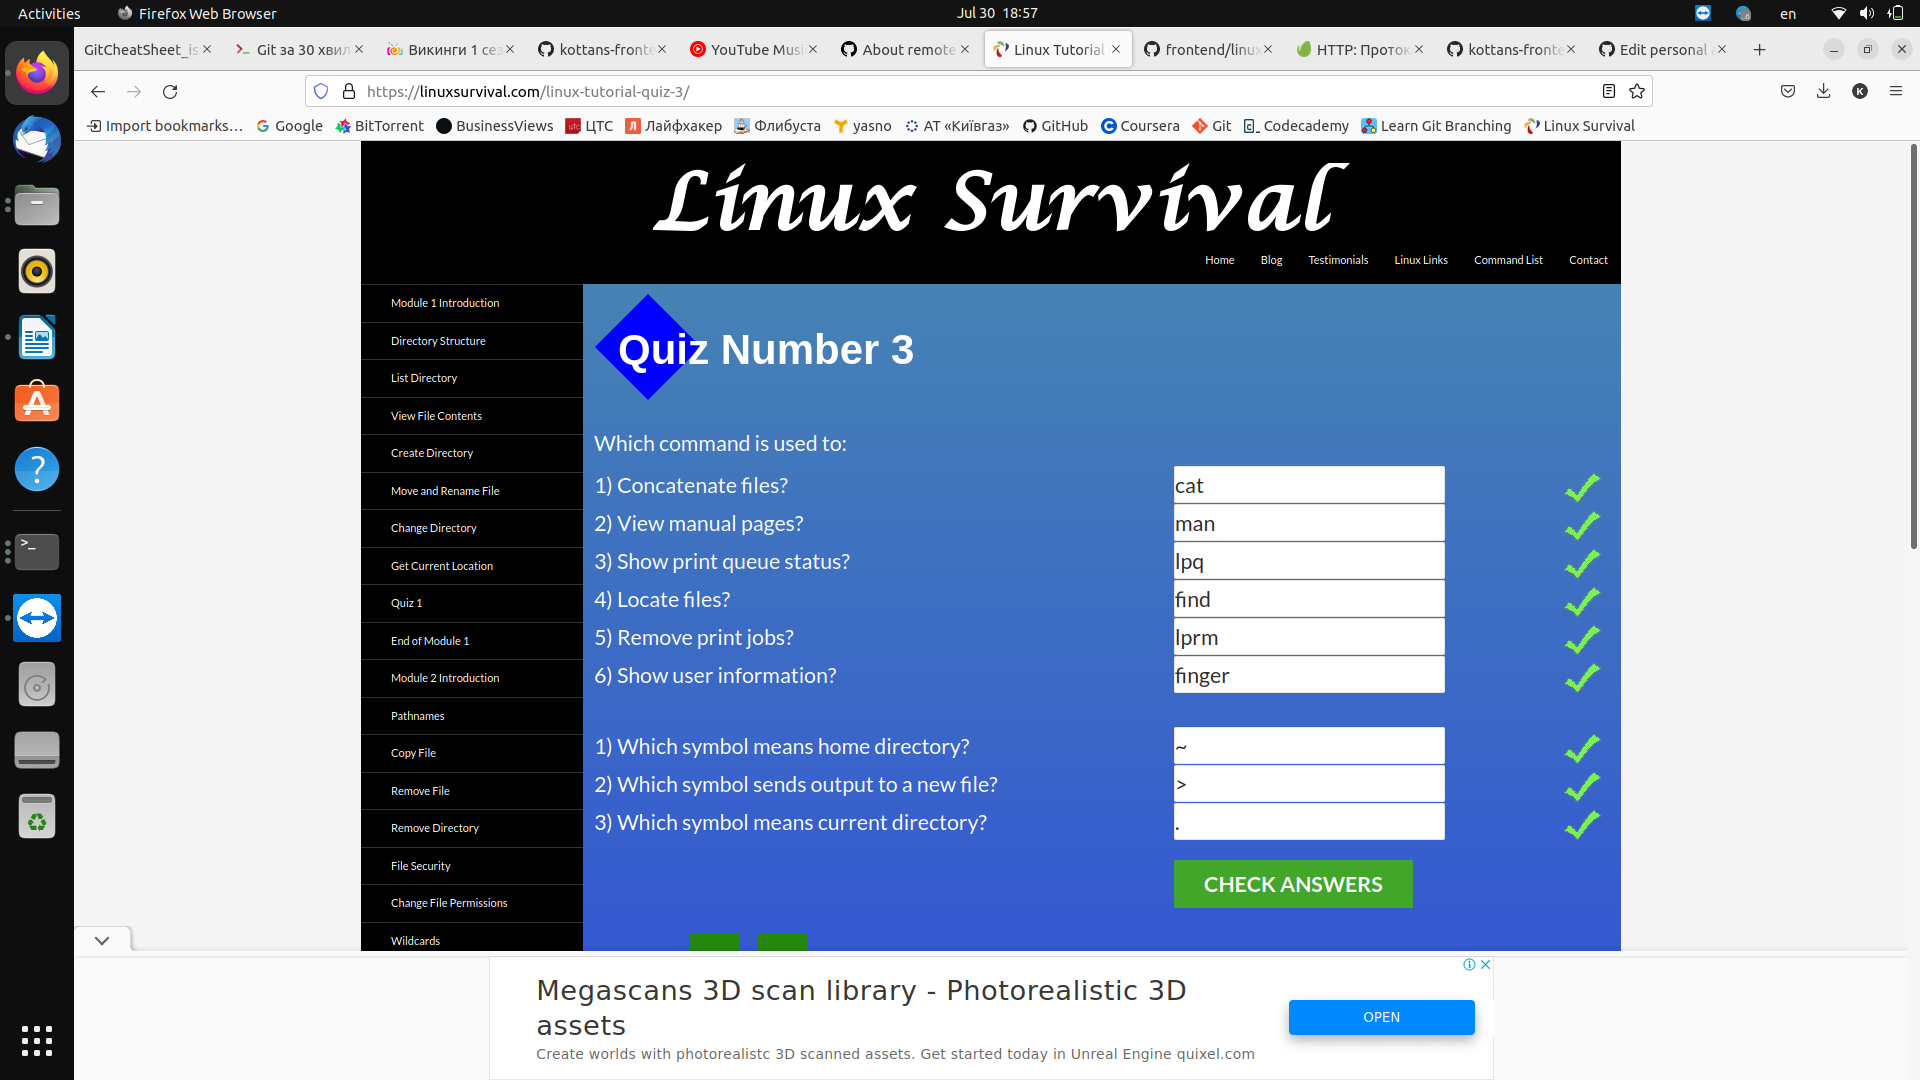 Activities
Firefox Web Browser
Jul 30 18:57
en
GitCheatSheet_is
Git за 30 хвил
Викинги 1 сез
kottans-fronte
YouTube Musi
About remote
Linux Tutorial
frontend/linux
HTTP: Проток
kottans-fronte
Edit personal a
https://linuxsurvival.com/linux-tutorial-quiz-3/
Import bookmarks…
Google
BitTorrent
BusinessViews
ЦТС
Лайфхакер
Флибуста
yasno
АТ «Київгаз»
GitHub
Coursera
Git
Codecademy
Learn Git Branching
Linux Survival
Linux Survival
Home
Blog
Testimonials
Linux Links
Command List
Contact
Module 1 Introduction
Directory Structure
List Directory
View File Contents
Create Directory
Move and Rename File
Change Directory
Get Current Location
Quiz 1
End of Module 1
Module 2 Introduction
Pathnames
Copy File
Remove File
Remove Directory
File Security
Change File Permissions
Wildcards
Quiz Number 3
Which command is used to:
1) Concatenate files? cat
2) View manual pages? man
3) Show print queue status? lpq
4) Locate files? find
5) Remove print jobs? lprm
6) Show user information? finger
1) Which symbol means home directory? ~
2) Which symbol sends output to a new file? >
3) Which symbol means current directory? .
CHECK ANSWERS
Megascans 3D scan library - Photorealistic 3D
assets
Create worlds with photorealistc 3D scanned assets. Get started today in Unreal Engine quixel.com
OPEN